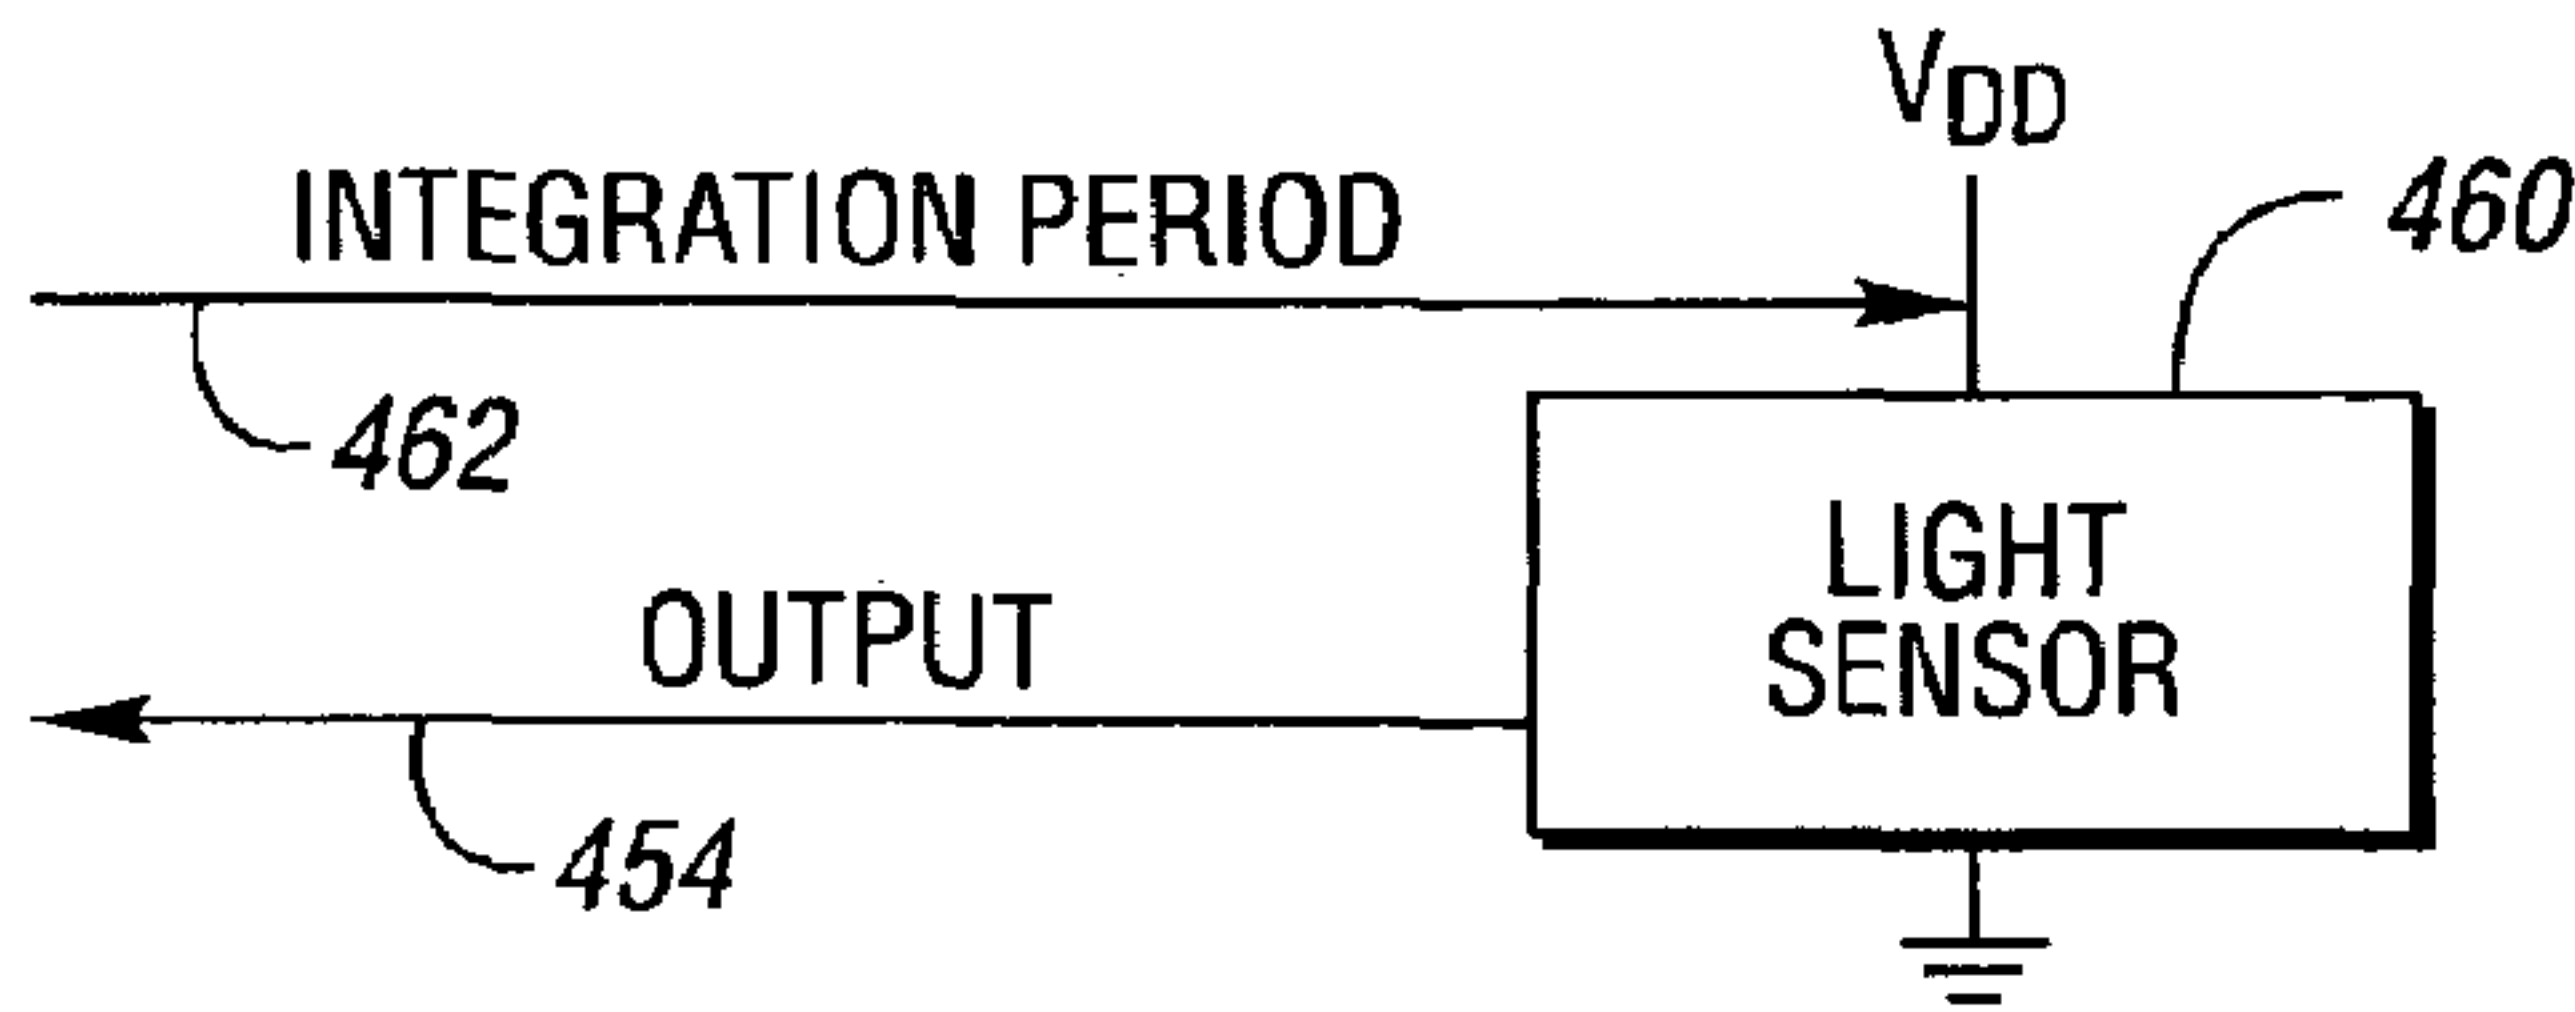 VDD
INTEGRATION PERIOD
460
462
LIGHT
SENSOR
OUTPUT
454